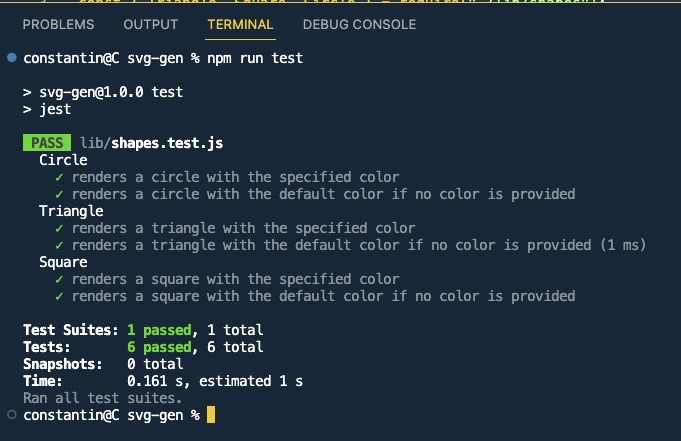 PROBLEMS OUTPUT TERMINAL DEBUG CONSOLE
constantin@C svg-gen % npm run test
> svg-gen@1.0.0 test
> jest
PASS lib/shapes.test.js
Circle
✓ renders a circle with the specified color
✓ renders a circle with the default color if no color is provided
Triangle
✓ renders a triangle with the specified color
✓ renders a triangle with the default color if no color is provided (1 ms)
Square
✓ renders a square with the specified color
✓ renders a square with the default color if no color is provided
Test Suites: 1 passed, 1 total
Tests: 6 passed, 6 total
Snapshots: 0 total
Time: 0.161 s, estimated 1 s
Ran all test suites.
constantin@C svg-gen %